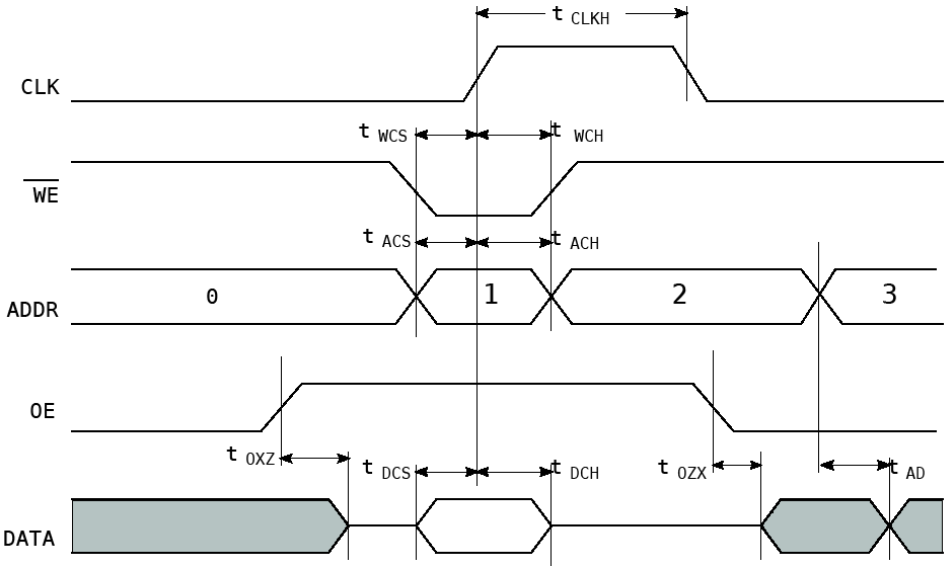 t CLKH
CLK
t WCS t WCH
WE
t ACS t ACH
ADDR 0 1 2 3
OE
t OXZ t DCS t DCH t OZX t AD
DATA